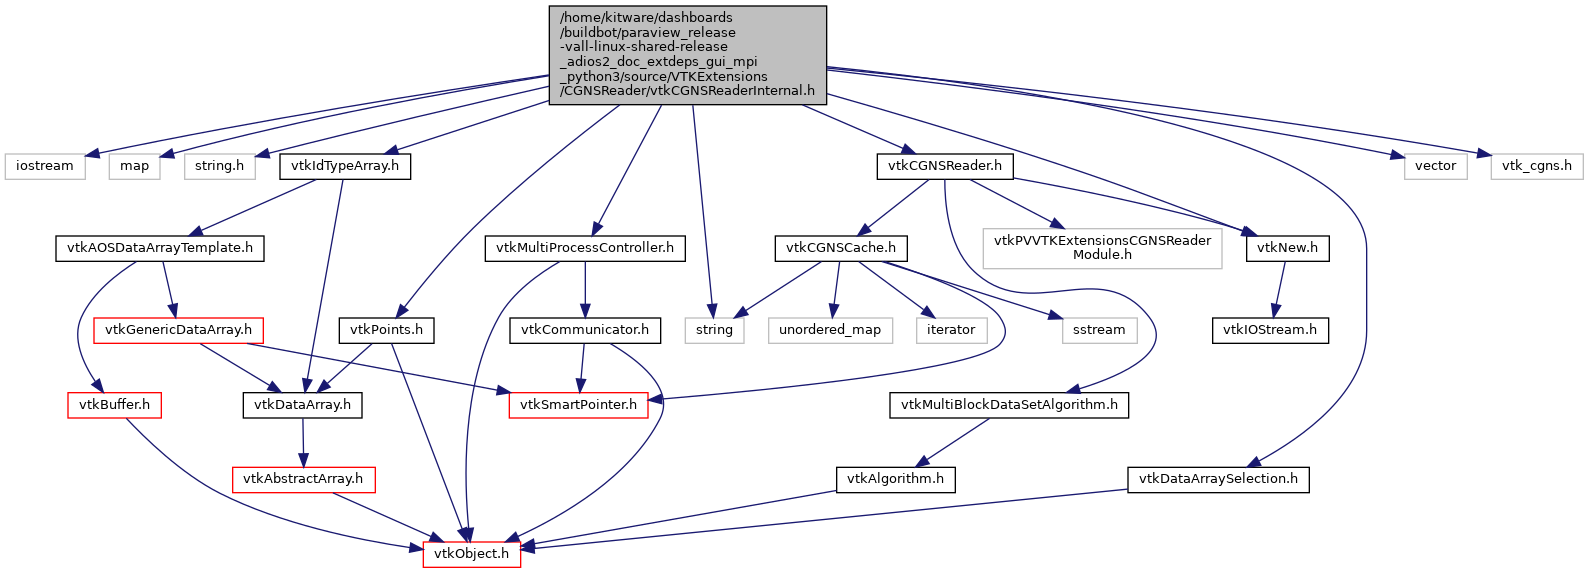 /home/kitware/dashboards
/buildbot/paraview_release
-vall-linux-shared-release
_adios2_doc_extdeps_gui_mpi
_python3/source/VTKExtensions
/CGNSReader/vtkCGNSReaderInternal.h
iostream
map
string.h
vtkIdTypeArray.h
vtkCGNSReader.h
vector
vtk_cgns.h
vtkAOSDataArrayTemplate.h
vtkMultiProcessController.h
vtkCGNSCache.h
vtkPVVTKExtensionsCGNSReader
Module.h
vtkNew.h
vtkGenericDataArray.h
vtkPoints.h
vtkCommunicator.h
string
unordered_map
iterator
sstream
vtkIOStream.h
vtkBuffer.h
vtkDataArray.h
vtkSmartPointer.h
vtkMultiBlockDataSetAlgorithm.h
vtkAbstractArray.h
vtkAlgorithm.h
vtkDataArraySelection.h
vtkObject.h